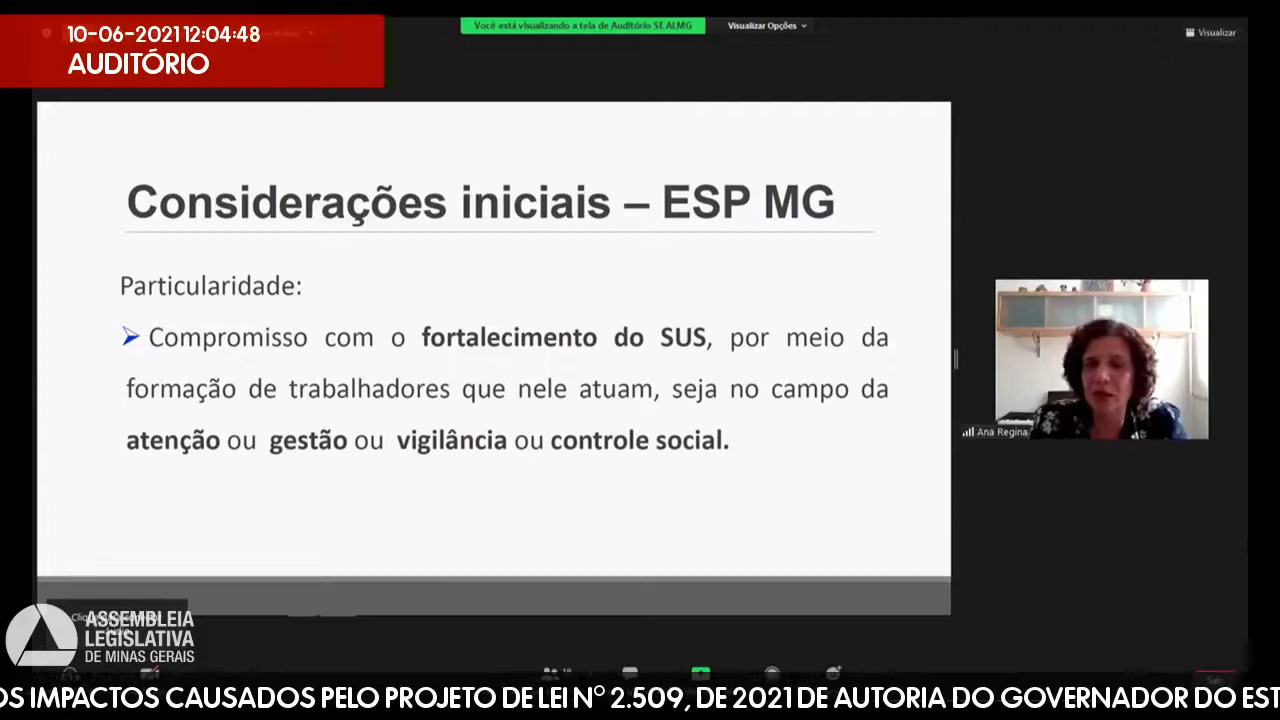 10-06-2021 12:04:48
AUDITÓRIO
Você está visualizando a tela de Auditório SE ALMG
Visualizar Opções
Visualizar
Considerações iniciais – ESP MG
Particularidade:
Compromisso com o fortalecimento do SUS, por meio da
formação de trabalhadores que nele atuam, seja no campo da
atenção ou gestão ou vigilância ou controle social.
Ana Regina
ASSEMBLEIA
LEGISLATIVA
DE MINAS GERAIS
18
OS IMPACTOS CAUSADOS PELO PROJETO DE LEI Nº 2.509, DE 2021 DE AUTORIA DO GOVERNADOR DO EST